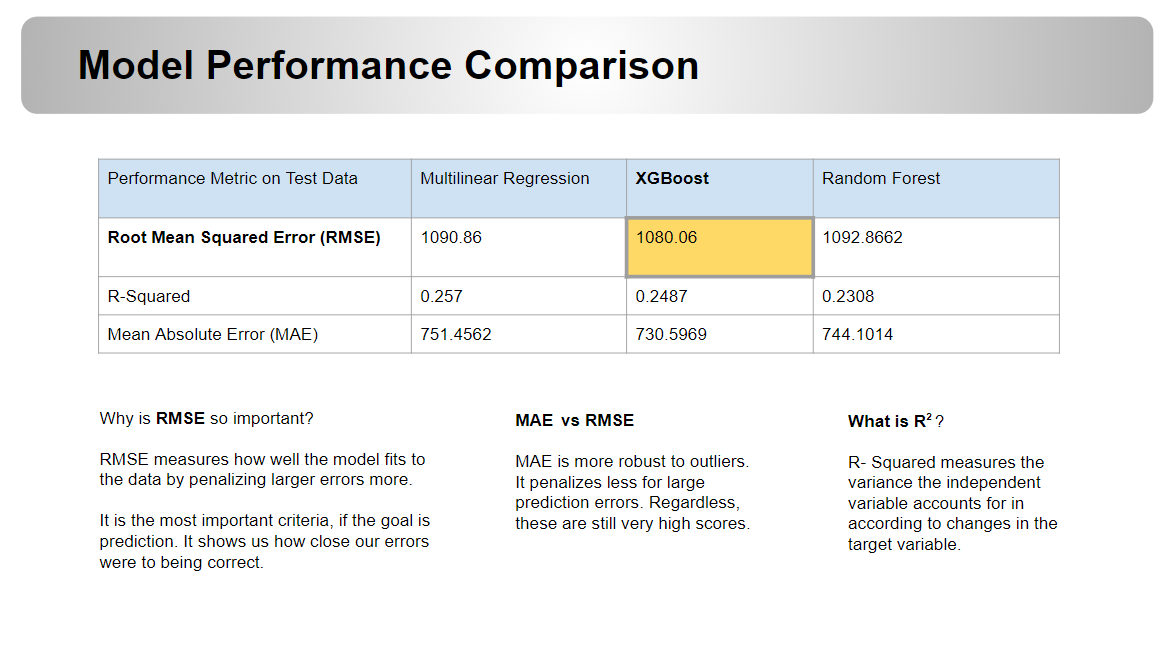 Model Performance Comparison
Performance Metric on Test Data Multilinear Regression XGBoost Random Forest
Root Mean Squared Error (RMSE) 1090.86 1080.06 1092.8662
R-Squared 0.257 0.2487 0.2308
Mean Absolute Error (MAE) 751.4562 730.5969 744.1014
Why is RMSE so important?
RMSE measures how well the model fits to
the data by penalizing larger errors more.
It is the most important criteria, if the goal is
prediction. It shows us how close our errors
were to being correct.
MAE vs RMSE
MAE is more robust to outliers.
It penalizes less for large
prediction errors. Regardless,
these are still very high scores.
What is R² ?
R- Squared measures the
variance the independent
variable accounts for in
according to changes in the
target variable.